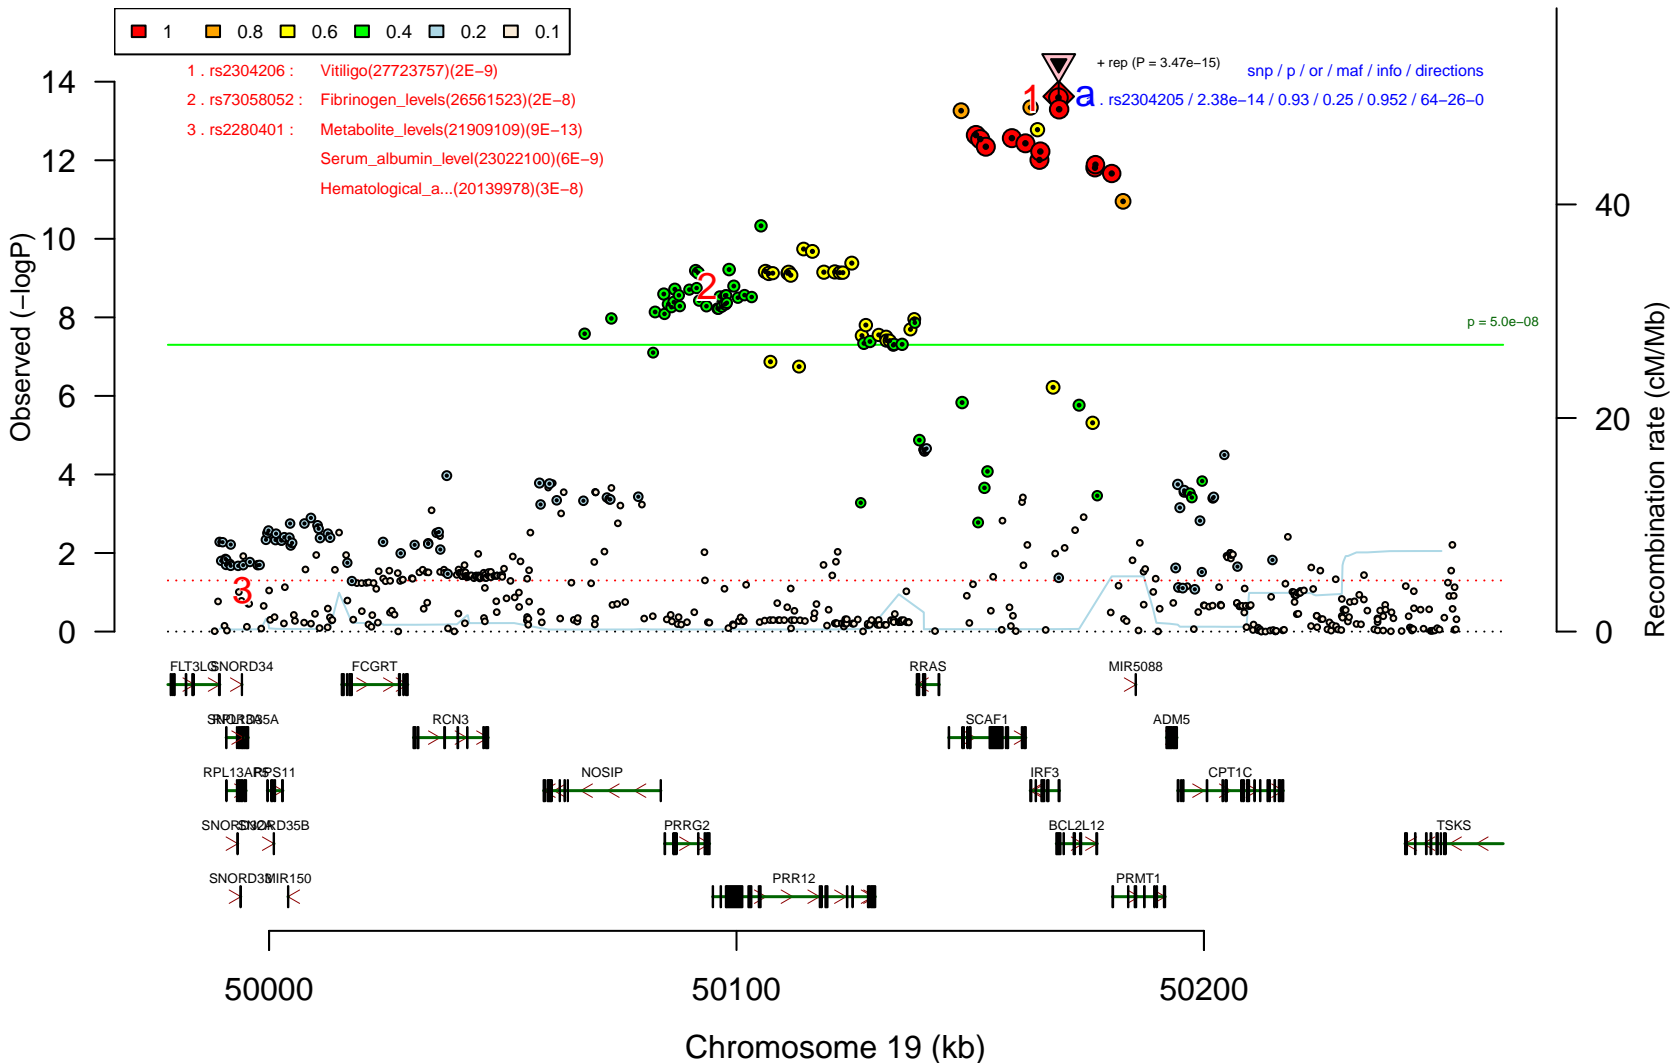 1 0.8 0.6 0.4 0.2 0.1
1 . rs2304206 : Vitiligo(27723757)(2E−9)
2 . rs73058052 : Fibrinogen_levels(26561523)(2E−8)
3 . rs2280401 : Metabolite_levels(21909109)(9E−13)
Serum_albumin_level(23022100)(6E−9)
Hematological_a...(20139978)(3E−8)
+ rep (P = 3.47e−15)
snp / p / or / maf / info / directions
a . rs2304205 / 2.38e−14 / 0.93 / 0.25 / 0.952 / 64−26−0
1
2
3
p = 5.0e−08
Observed (−logP)
14
12
10
8
6
4
2
0
Recombination rate (cM/Mb)
40
20
0
FLT3LG SNORD34 FCGRT RRAS MIR5088
RPL13A SNORD35A RCN3 SCAF1 ADM5
RPL13AP5 RPS11 NOSIP IRF3 CPT1C
SNORD32A SNORD35B PRRG2 BCL2L12 TSKS
SNORD33 MIR150 PRR12 PRMT1
50000 50100 50200
Chromosome 19 (kb)